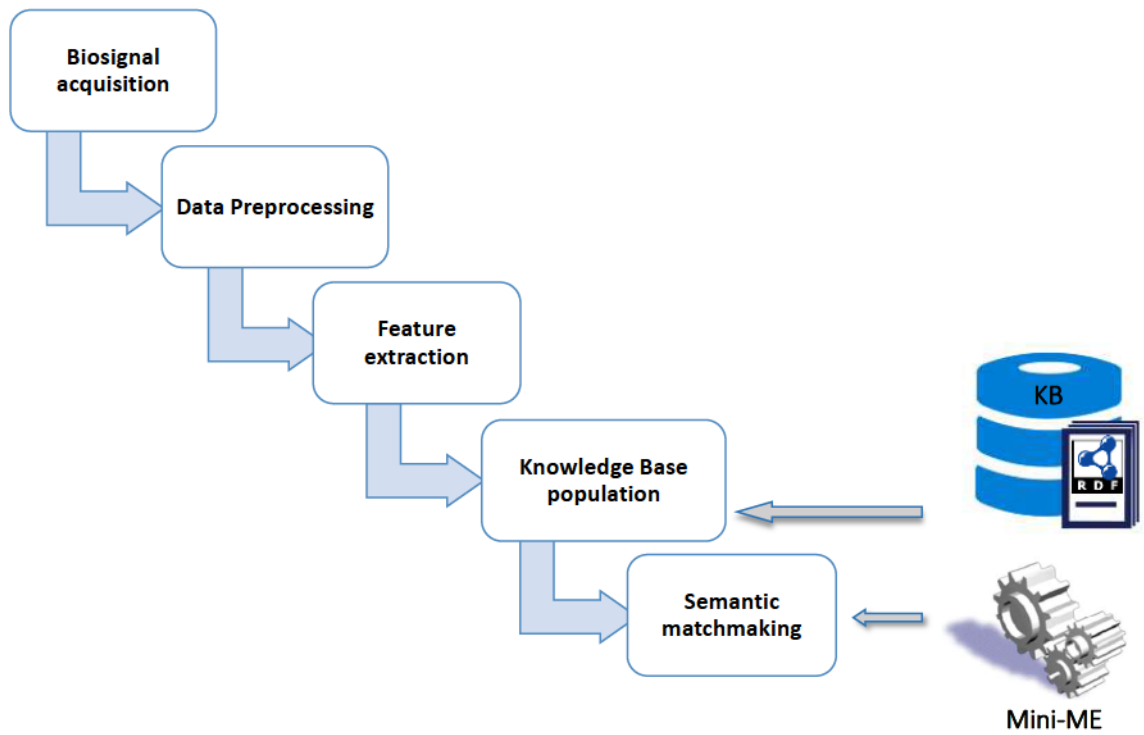 Biosignal
acquisition
Data Preprocessing
Feature
extraction
KB
Knowledge Base
population
RDF
Semantic
matchmaking
Mini-ME